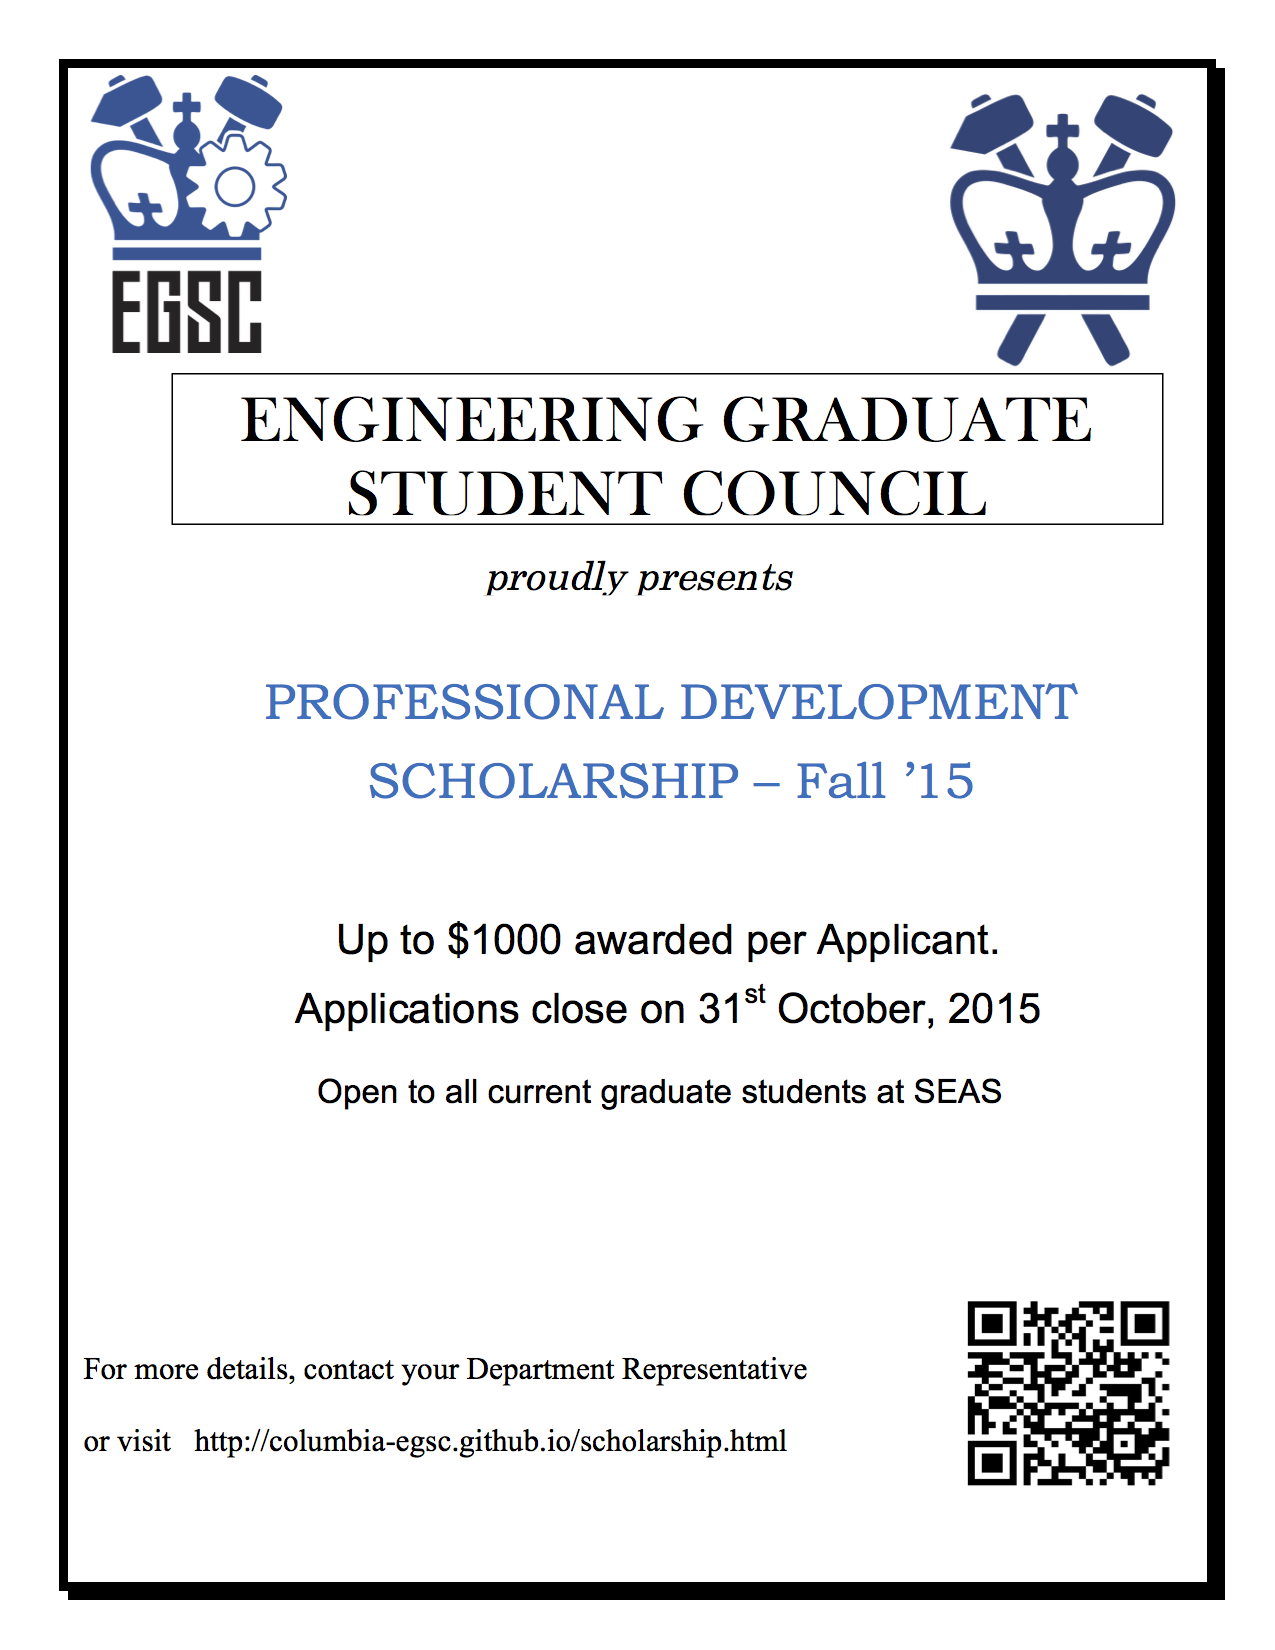 EGSC
ENGINEERING GRADUATE
STUDENT COUNCIL
proudly presents
PROFESSIONAL DEVELOPMENT
SCHOLARSHIP – Fall ’15
Up to $1000 awarded per Applicant.
Applications close on 31st October, 2015
Open to all current graduate students at SEAS
For more details, contact your Department Representative
or visit http://columbia-egsc.github.io/scholarship.html